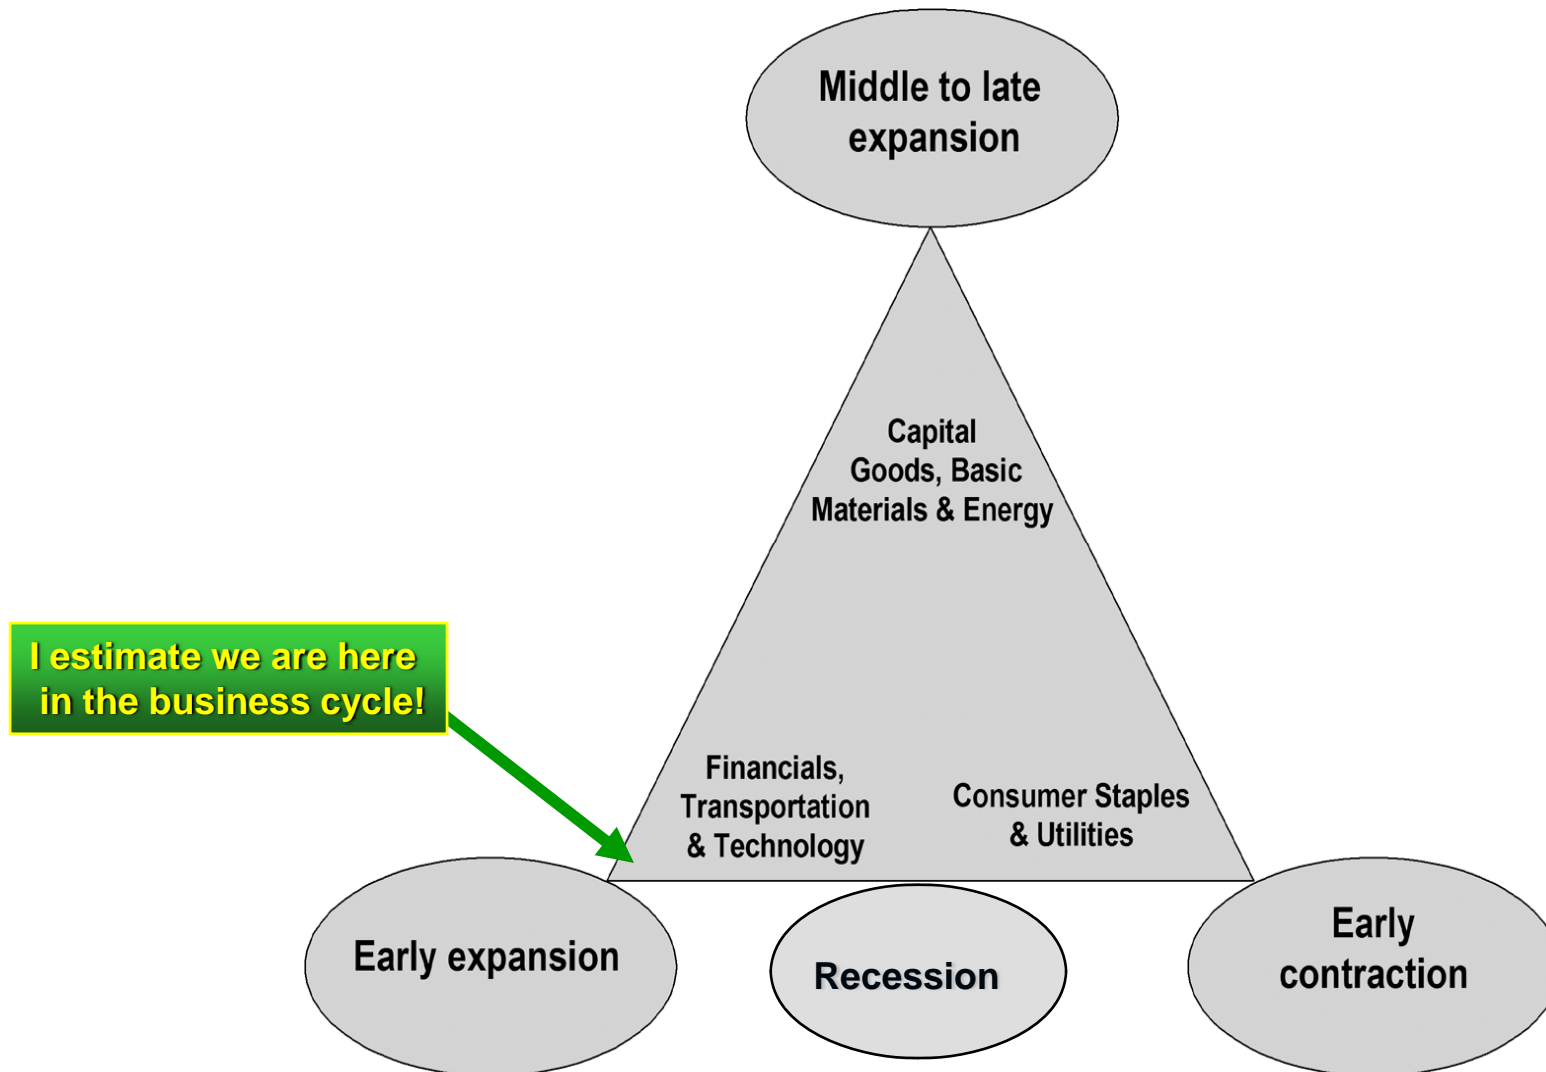 Middle to late
expansion
Capital
Goods, Basic
Materials & Energy
I estimate we are here
in the business cycle!
Financials,
Transportation
& Technology
Consumer Staples
& Utilities
Early expansion
Recession
Early
contraction